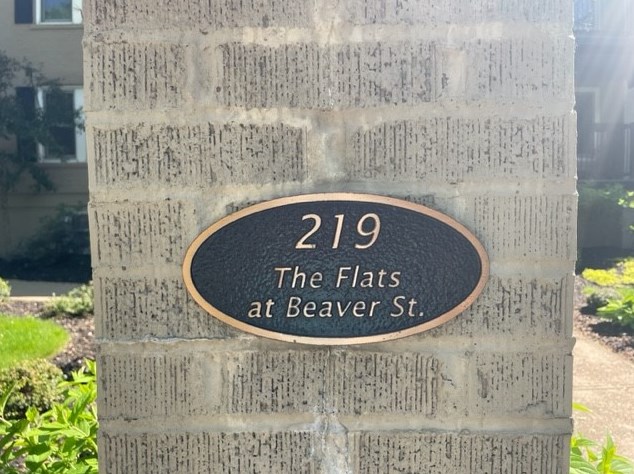 219
The Flats
at Beaver St.